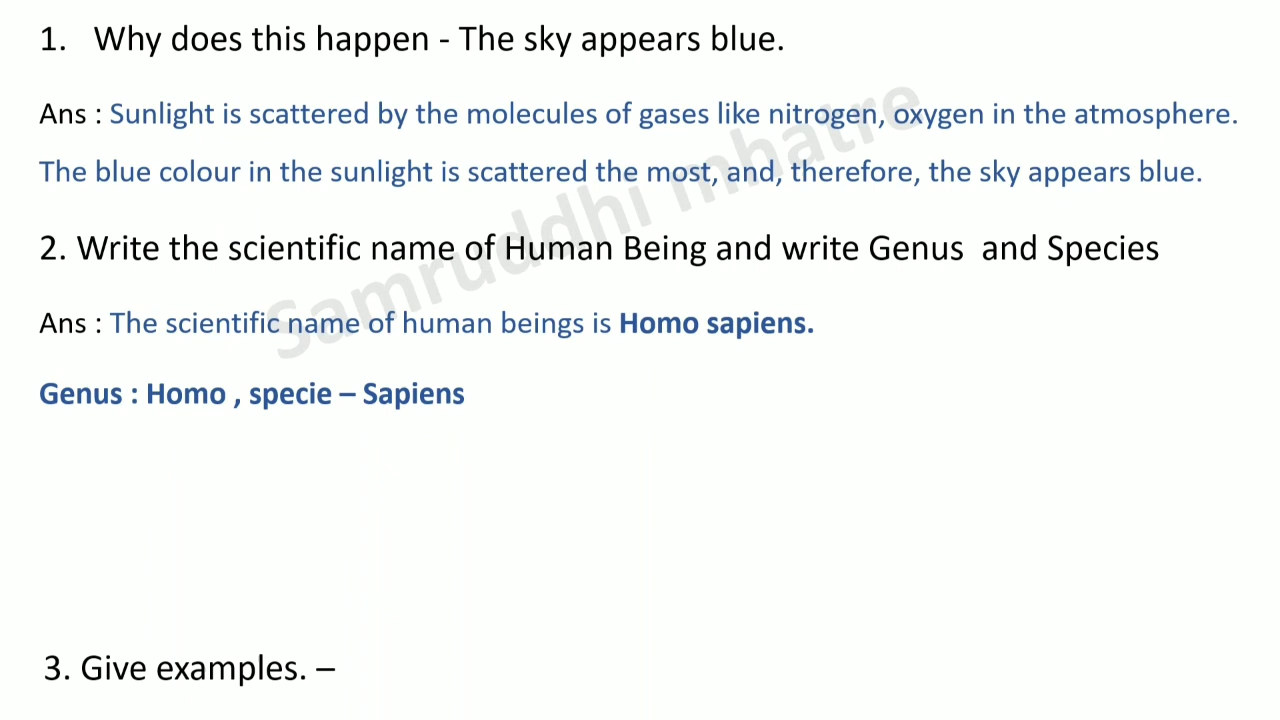 1. Why does this happen - The sky appears blue.
Ans : Sunlight is scattered by the molecules of gases like nitrogen, oxygen in the atmosphere.
The blue colour in the sunlight is scattered the most, and, therefore, the sky appears blue.
2. Write the scientific name of Human Being and write Genus and Species
Ans : The scientific name of human beings is Homo sapiens.
Genus : Homo , specie – Sapiens
3. Give examples. –
Samruddhi mhatre